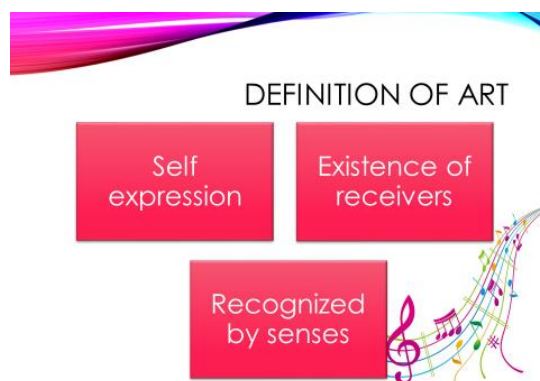 DEFINITION OF ART
Self
expression
Existence of
receivers
Recognized
by senses